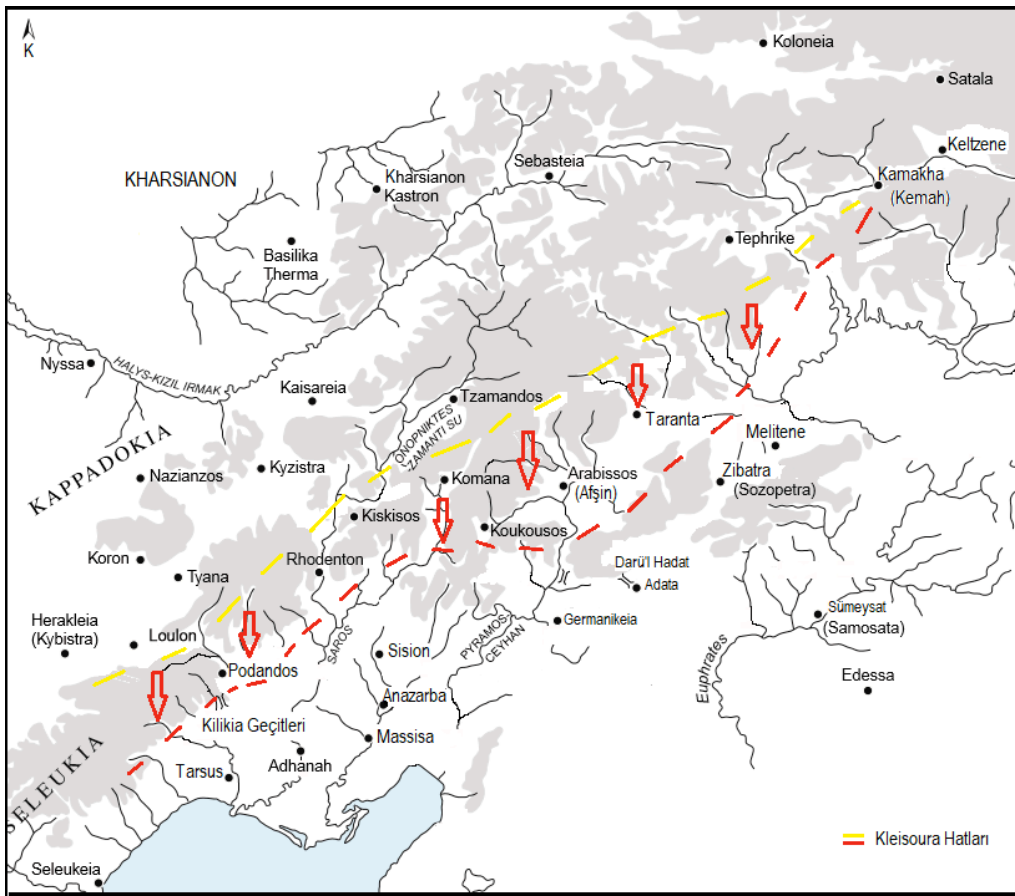 K
Koloneia
Satala
Keltzene
Sebasteia
KHARSIANON
Kharsianon
Kastron
Kamakha
(Kemah)
Tephrike
Basilika
Therma
Nyssa
HALYS-KIZIL IRMAK
Kaisareia
Tzamandos
ONOPNIKTES
ZAMANTI SU
Taranta
Melitene
KAPPADOKIA
Nazianzos
Kyzistra
Komana
Arabissos
(Afşin)
Zibatra
(Sozopetra)
Kiskisos
Koukousos
Koron
Tyana
Rhodenton
Darü'l Hadat
Adata
Herakleia
(Kybistra)
Loulon
SAROS
PYRAMOS-
CEYHAN
Germanikeia
Sümeysat
(Samosata)
Podandos
Sision
Euphrates
Edessa
Anazarba
Kilikia Geçitleri
Massisa
SELEUKIA
Tarsus
Adhanah
Seleukeia
Kleisoura Hatları